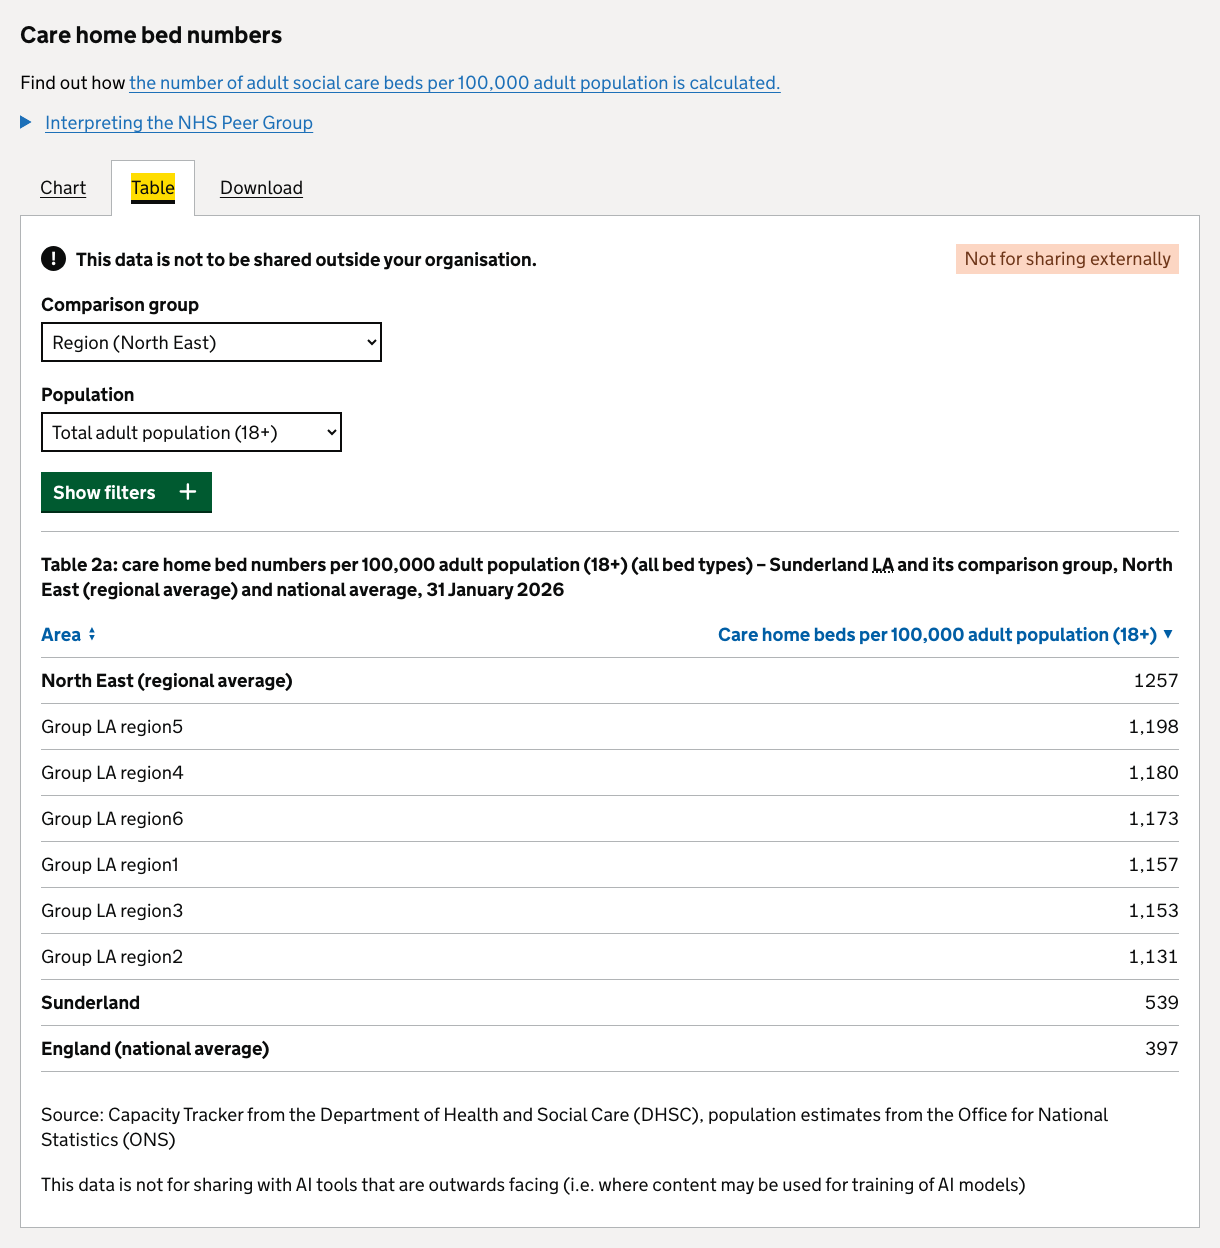 Care home bed numbers
Find out how the number of adult social care beds per 100,000 adult population is calculated.
Interpreting the NHS Peer Group
Chart
Table
Download
This data is not to be shared outside your organisation.
Not for sharing externally
Comparison group
Region (North East)
Population
Total adult population (18+)
Show filters +
Table 2a: care home bed numbers per 100,000 adult population (18+) (all bed types) – Sunderland LA and its comparison group, North
East (regional average) and national average, 31 January 2026
Area Care home beds per 100,000 adult population (18+)
North East (regional average) 1257
Group LA region5 1,198
Group LA region4 1,180
Group LA region6 1,173
Group LA region1 1,157
Group LA region3 1,153
Group LA region2 1,131
Sunderland 539
England (national average) 397
Source: Capacity Tracker from the Department of Health and Social Care (DHSC), population estimates from the Office for National
Statistics (ONS)
This data is not for sharing with AI tools that are outwards facing (i.e. where content may be used for training of AI models)